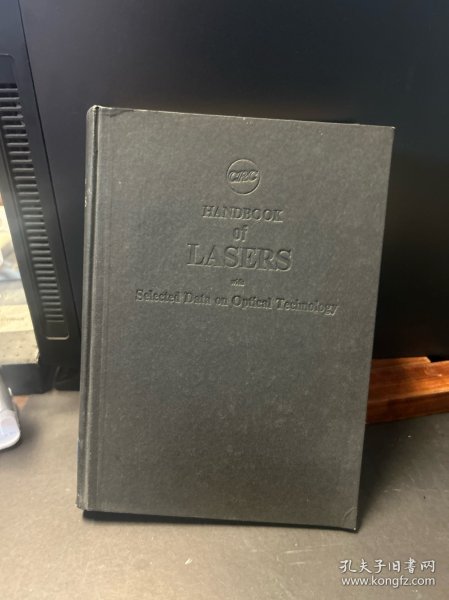 CRC
HANDBOOK
of
LASERS
with
Selected Data on Optical Technology
孔夫子旧书网
www.kongfz.com